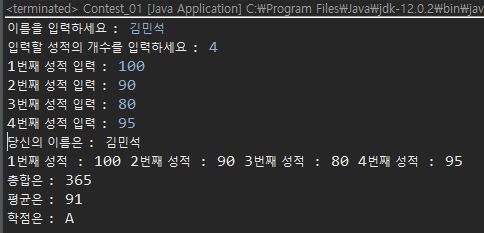 <terminated> Contest_01 [Java Application] C:₩Program Files₩Java₩jdk-12.0.2₩bin₩jav
이름을 입력하세요 : 김민석
입력할 성적의 개수를 입력하세요 : 4
1번째 성적 입력 : 100
2번째 성적 입력 : 90
3번째 성적 입력 : 80
4번째 성적 입력 : 95
당신의 이름은 : 김민석
1번째 성적 : 100 2번째 성적 : 90 3번째 성적 : 80 4번째 성적 : 95
총합은 : 365
평균은 : 91
학점은 : A